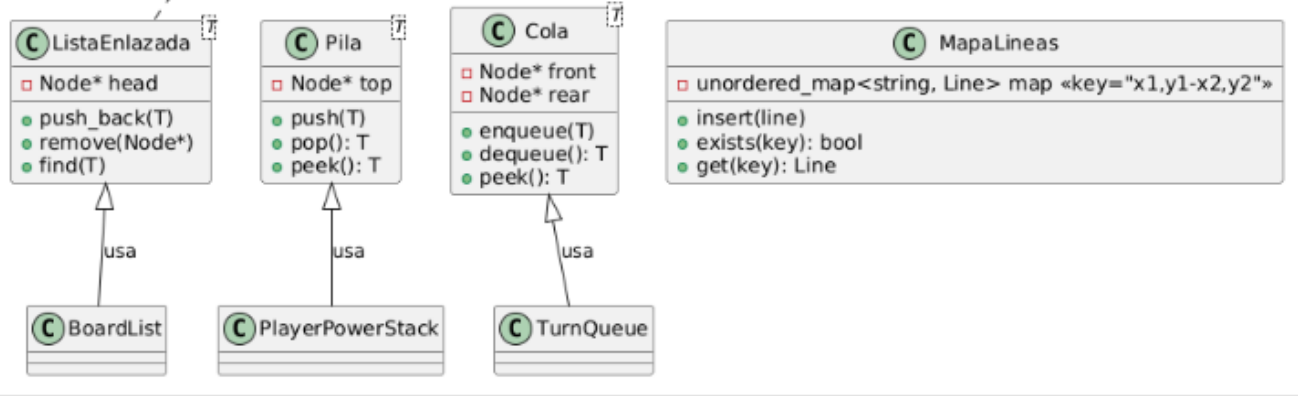 C ListaEnlazada T
Node* head
push_back(T)
remove(Node*)
find(T)
C Pila T
Node* top
push(T)
pop(): T
peek(): T
C Cola T
Node* front
Node* rear
enqueue(T)
dequeue(): T
peek(): T
C MapaLineas
unordered_map<string, Line> map «key="x1,y1-x2,y2"»
insert(line)
exists(key): bool
get(key): Line
usa
usa
usa
C BoardList
C PlayerPowerStack
C TurnQueue